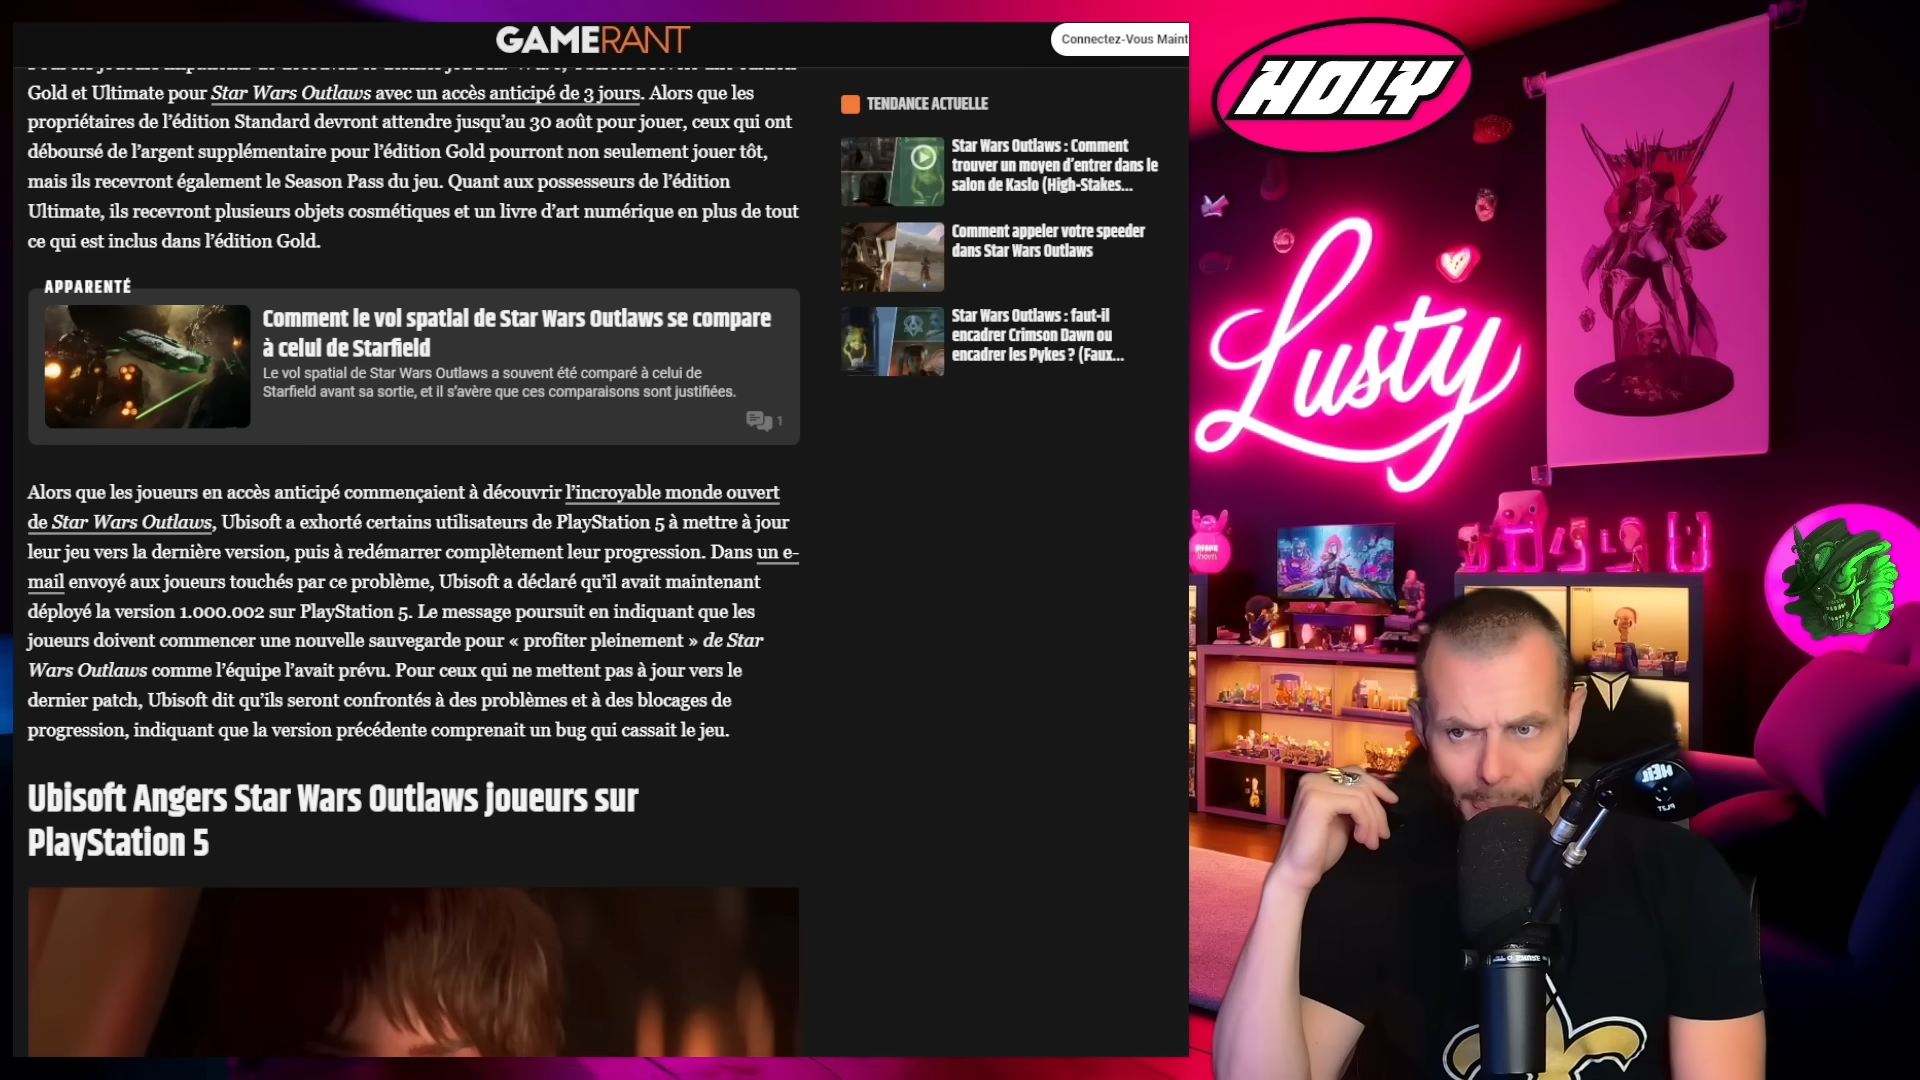 GAMERANT
Connectez-Vous Maint
Gold et Ultimate pour Star Wars Outlaws avec un accès anticipé de 3 jours. Alors que les
propriétaires de l’édition Standard devront attendre jusqu’au 30 août pour jouer, ceux qui ont
déboursé de l’argent supplémentaire pour l’édition Gold pourront non seulement jouer tôt,
mais ils recevront également le Season Pass du jeu. Quant aux possesseurs de l’édition
Ultimate, ils recevront plusieurs objets cosmétiques et un livre d’art numérique en plus de tout
ce qui est inclus dans l’édition Gold.
APPARENTÉ
Comment le vol spatial de Star Wars Outlaws se compare
à celui de Starfield
Le vol spatial de Star Wars Outlaws a souvent été comparé à celui de
Starfield avant sa sortie, et il s’avère que ces comparaisons sont justifiées.
1
Alors que les joueurs en accès anticipé commençaient à découvrir l’incroyable monde ouvert
de Star Wars Outlaws, Ubisoft a exhorté certains utilisateurs de PlayStation 5 à mettre à jour
leur jeu vers la dernière version, puis à redémarrer complètement leur progression. Dans un e-
mail envoyé aux joueurs touchés par ce problème, Ubisoft a déclaré qu’il avait maintenant
déployé la version 1.000.002 sur PlayStation 5. Le message poursuit en indiquant que les
joueurs doivent commencer une nouvelle sauvegarde pour « profiter pleinement » de Star
Wars Outlaws comme l’équipe l’avait prévu. Pour ceux qui ne mettent pas à jour vers le
dernier patch, Ubisoft dit qu’ils seront confrontés à des problèmes et à des blocages de
progression, indiquant que la version précédente comprenait un bug qui cassait le jeu.
Ubisoft Angers Star Wars Outlaws joueurs sur
PlayStation 5
TENDANCE ACTUELLE
Star Wars Outlaws : Comment
trouver un moyen d’entrer dans le
salon de Kaslo (High-Stakes...
Comment appeler votre speeder
dans Star Wars Outlaws
Star Wars Outlaws : faut-il
encadrer Crimson Dawn ou
encadrer les Pykes ? (Faux...
HOLY
Lusty